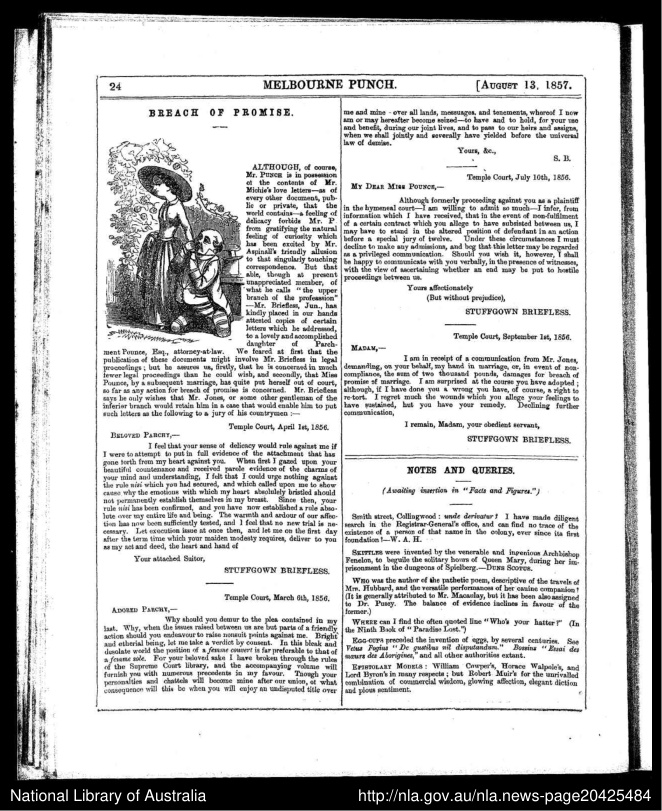 24
MELBOURNE PUNCH.
[AUGUST 13, 1857.
BREACH OF PROMISE.
ALTHOUGH, of course,
Mr. PUNCH is in possession
of the contents of Mr.
Michie's love letters—as of
every other document, pub-
lic or private, that the
world contains—a feeling of
delicacy forbids Mr. P
from gratifying the natural
feeling of curiosity which
has been excited by Mr.
Aspinall's friendly allusion
to that singularly touching
correspondence. But that
able, though at present
unappreciated member, of
what he calls "the upper
branch of the profession"
—Mr. Briefless, Jun., has
kindly placed in our hands
attested copies of certain
letters which he addressed,
to a lovely and accomplished
daughter of Parch-
ment Pounce, Esq., attorney-at-law. We feared at first that the
publication of these documents might involve Mr. Briefless in legal
proceedings; but he assures us, firstly, that he is concerned in much
fewer legal proceedings than he could wish, and secondly, that Miss
Pounce, by a subsequent marriage, has quite put herself out of court,
so far as any action for breach of promise is concerned. Mr. Briefless
says he only wishes that Mr. Jones, or some other gentleman of the
inferior branch would retain him in a case that would enable him to put
such letters as the following to a jury of his countrymen :—
Temple Court, April 1st, 1856.
BELOVED PARCHY,—
I feel that your sense of delicacy would rule against me if
I were to attempt to put in full evidence of the attachment that has
gone forth from my heart against you. When first I gazed upon your
beautiful countenance and received parole evidence of the charms of
your mind and understanding, I felt that I could urge nothing against
the rule nisi which you had secured, and which called upon me to show
cause why the emotions with which my heart absolutely bristled should
not permanently establish themselves in my breast. Since then, your
rule nisi has been confirmed, and you have now established a rule abso-
lute over my entire life and being. The warmth and ardour of our affec-
tion has now been sufficiently tested, and I feel that no new trial is ne-
cessary. Let execution issue at once then, and let me on the first day
after the term time which your maiden modesty requires, deliver to you
as my act and deed, the heart and hand of
Your attached Suitor,
STUFFGOWN BRIEFLESS.
Temple Court, March 6th, 1856.
ADORED PARCHY,—
Why should you demur to the plea contained in my
last. Why, when the issues raised between us are but parts of a friendly
action should you endeavour to raise nonsuit points against me. Bright
and etherial being, let me take a verdict by consent. In this bleak and
desolate world the position of a femme couvert is far preferable to that of
a femme sole. For your beloved sake I have broken through the rules
of the Supreme Court library, and the accompanying volume will
furnish you with numerous precedents in my favour. Though your
personalties and chattels will become mine after our union, of what
consequence will this be when you will enjoy an undisputed title over
me and mine - over all lands, messuages, and tenements, whereof I now
am or may hereafter become seized—to have and to hold, for your use
and benefit, during our joint lives, and to pass to our heirs and assigns,
when we shall jointly and severally have yielded before the universal
law of demise.
Yours, &c.,
S. B.
Temple Court, July 10th, 1856.
MY DEAR MISS POUNCE,—
Although formerly proceeding against you as a plaintiff
in the hymeneal court—I am willing to admit so much—I infer, from
information which I have received, that in the event of non-fulfilment
of a certain contract which you allege to have subsisted between us, I
may have to stand in the altered position of defendant in an action
before a special jury of twelve. Under these circumstances I must
decline to make any admissions, and beg that this letter may be regarded
as a privileged communication. Should you wish it, however, I shall
be happy to communicate with you verbally, in the presence of witnesses,
with the view of ascertaining whether an end may be put to hostile
proceedings between us.
Yours affectionately
(But without prejudice),
STUFFGOWN BRIEFLESS.
Temple Court, September 1st, 1856.
MADAM,—
I am in receipt of a communication from Mr. Jones,
demanding, on your behalf, my hand in marriage, or, in event of non-
compliance, the sum of two thousand pounds, damages for breach of
promise of marriage. I am surprised at the course you have adopted;
although, if I have done you a wrong you have, of course, a right to
re-tort. I regret much the wounds which you allege your feelings to
have sustained, but you have your remedy. Declining further
communication,
I remain, Madam, your obedient servant,
STUFFGOWN BRIEFLESS.
NOTES AND QUERIES.
(Awaiting insertion in "Facts and Figures.")
Smith street, Collingwood : unde derivatur? I have made diligent
search in the Registrar-General's office, and can find no trace of the
existence of a person of that name in the colony, ever since its first
foundation!—W. A. H.
SKITTLES were invented by the venerable and ingenious Archbishop
Fenelon, to beguile the solitary hours of Queen Mary, during her im-
prisonment in the dungeons of Spielberg.—DUNS SCOTUS.
WHO was the author of the pathetic poem, descriptive of the travels of
Mrs. Hubbard, and the versatile performances of her canine companion?
(It is generally attributed to Mr. Macaulay, but it has been also assigned
to Dr. Pusey. The balance of evidence inclines in favour of the
former.)
WHERE can I find the often quoted line "Who's your hatter?" (In
the Ninth Book of "Paradise Lost.")
EGG-CUPS preceded the invention of eggs, by several centuries. See
Vetus Fogius "De gustibus nil disputandum." Bossius "Essai des
mœurs des Aborigènes," and all other authorities extant.
EPISTOLARY MODELS : William Cowper's, Horace Walpole's, and
Lord Byron's in many respects; but Robert Muir's for the unrivalled
combination of commercial wisdom, glowing affection, elegant diction
and pious sentiment.
National Library of Australia
http://nla.gov.au/nla.news-page20425484